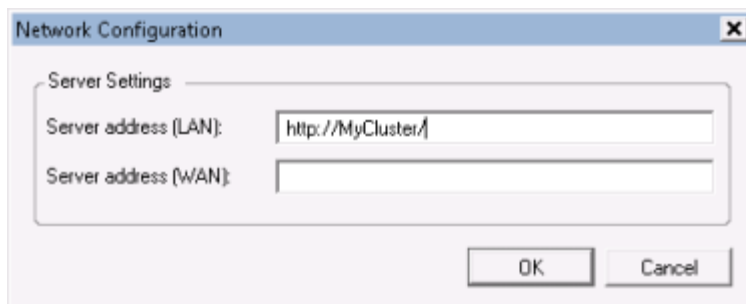 Network Configuration
Server Settings
Server address (LAN):
http://MyCluster/
Server address (WAN):
OK
Cancel